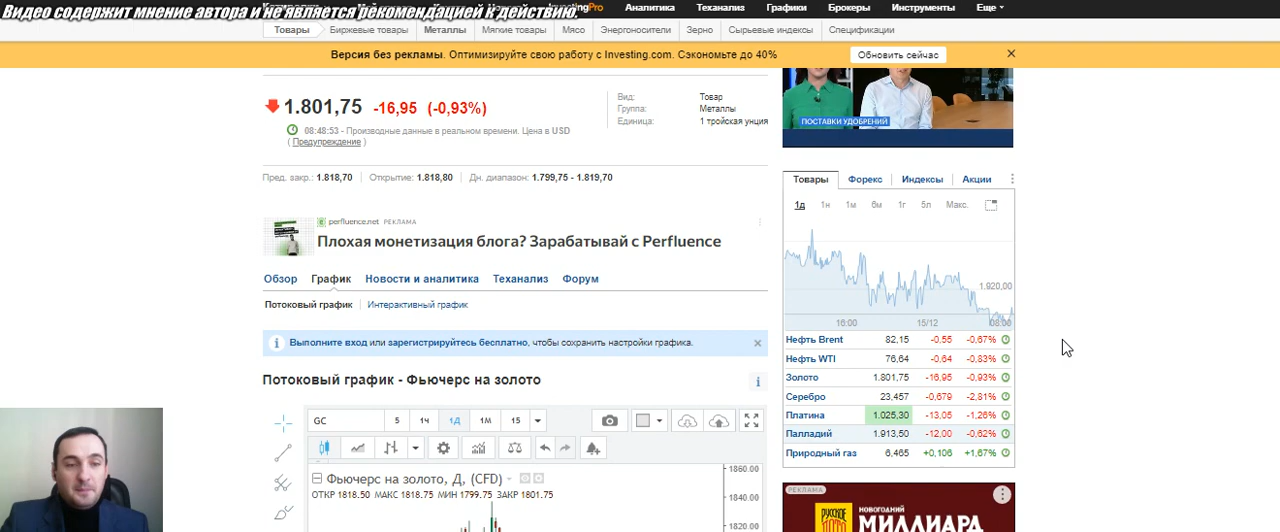 Видео содержит мнение автора и не является рекомендацией к действию.
InvestingPro Аналитика Теханализ Графики Брокеры Инструменты Еще
Товары Биржевые товары Металлы Мягкие товары Мясо Энергоносители Зерно Сырьевые индексы Спецификации
Версия без рекламы. Оптимизируйте свою работу с Investing.com. Сэкономьте до 40% Обновить сейчас
1.801,75 -16,95 (-0,93%)
08:48:53 - Производные данные в реальном времени. Цена в USD
( Предупреждение )
Вид: Товар
Группа: Металлы
Единица: 1 тройская унция
Пред. закр.: 1.818,70 Открытие: 1.818,80 Дн. диапазон: 1.799,75 - 1.819,70
perfluence.net РЕКЛАМА
Плохая монетизация блога? Зарабатывай с Perfluence
Обзор График Новости и аналитика Теханализ Форум
Потоковый график Интерактивный график
Выполните вход или зарегистрируйтесь бесплатно, чтобы сохранить настройки графика.
Потоковый график - Фьючерс на золото
GC 5 1ч 1Д 1М 15
Фьючерс на золото, Д, (CFD)
ОТКР 1818.50 МАКС 1818.75 МИН 1799.75 ЗАКР 1801.75
1860.00
1840.00
1820.00
ПОСТАВКИ УДОБРЕНИЙ
Товары Форекс Индексы Акции
1д 1н 1м 6м 1г 5л Макс.
1.920,00
16:00 15/12 08:00
Нефть Brent 82,15 -0,55 -0,67%
Нефть WTI 76,64 -0,64 -0,83%
Золото 1.801,75 -16,95 -0,93%
Серебро 23,457 -0,679 -2,81%
Платина 1.025,30 -13,05 -1,26%
Палладий 1.913,50 -12,00 -0,62%
Природный газ 6,465 +0,106 +1,67%
РЕКЛАМА
РУССКОЕ ЛОТО
НОВОГОДНИЙ
МИЛЛИАРД